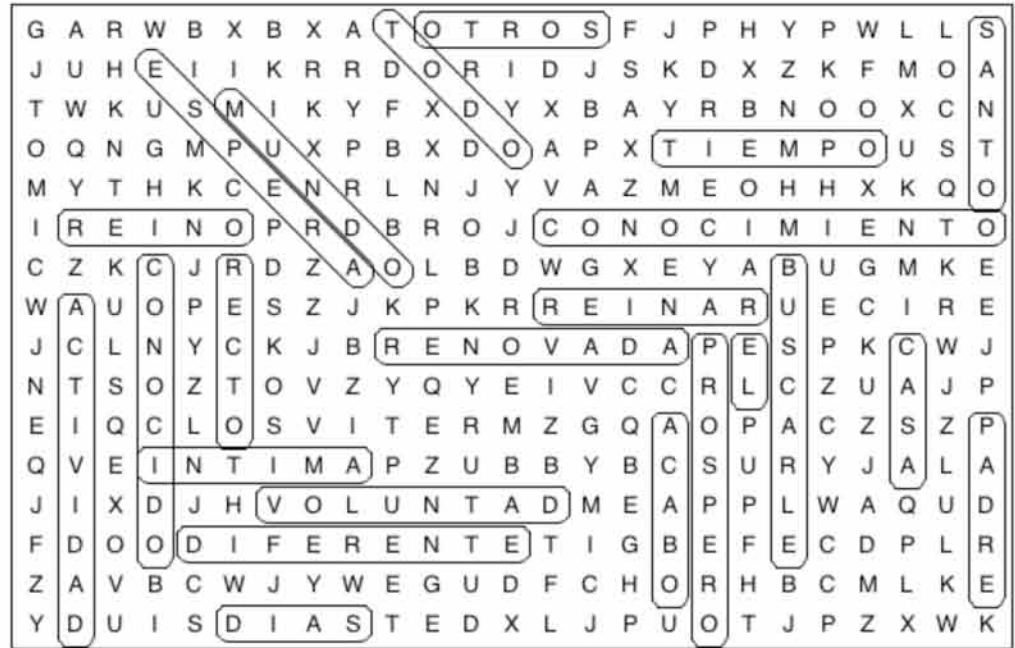 G A R W B X B X A T O T R O S F J P H Y P W L L S
J U H E I I K R R D O R I D J S K D X Z K F M O A
T W K U S M I K Y F X D Y X B A Y R B N O O X C N
O Q N G M P U X P B X D O A P X T I E M P O U S T
M Y T H K C E N R L N J Y V A Z M E O H H X K Q O
I R E I N O P R D B R O J C O N O C I M I E N T O
C Z K C J R D Z A O L B D W G X E Y A B U G M K E
W A U O P E S Z J K P K R R E I N A R U E C I R E
J C L N Y C K J B R E N O V A D A P E S P K C W J
N T S O Z T O V Z Y Q Y E I V C C R L C Z U A J P
E I Q C L O S V I T E R M Z G Q A O P A C Z S Z P
Q V E I N T I M A P Z U B B Y B C S U R Y J A L A
J I X D J H V O L U N T A D M E A P P L W A Q U D
F D O O D I F E R E N T E T I G B E F E C D P L R
Z A V B C W J Y W E G U D F C H O R H B C M L K E
Y D U I S D I A S T E D X L J P U O T J P Z X W K